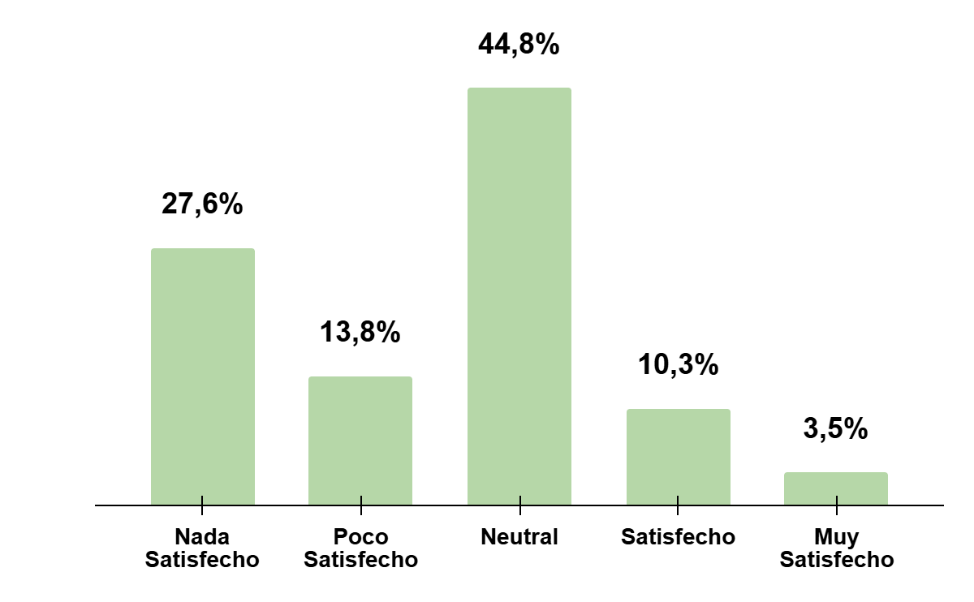 44,8%
27,6%
13,8%
10,3%
3,5%
Nada
Satisfecho
Poco
Satisfecho
Neutral
Satisfecho
Muy
Satisfecho